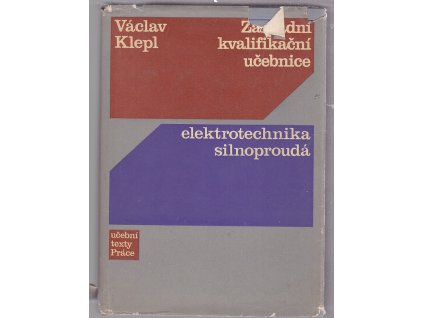 Václav
Klepl
kvalifikační
učebnice
elektrotechnika
silnoproudá
učební
texty
Práce